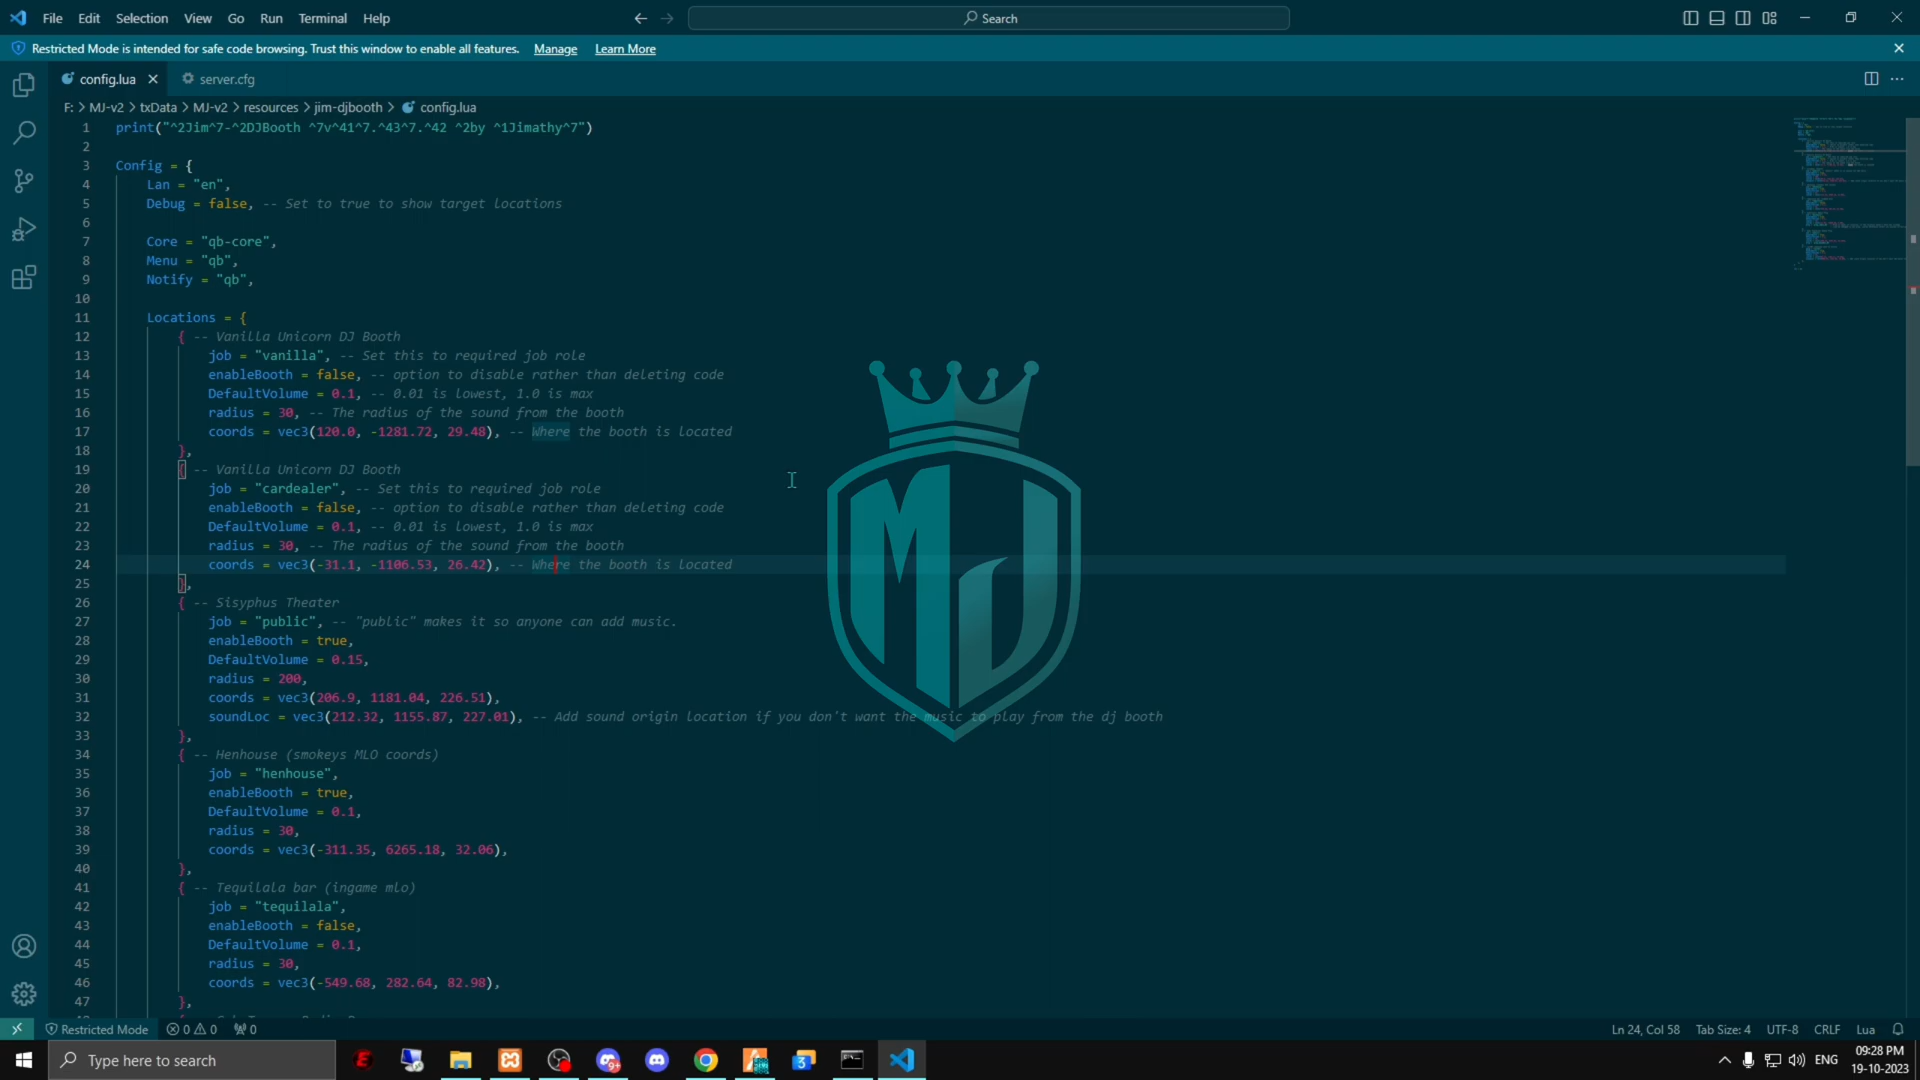 File Edit Selection View Go Run Terminal Help
Search
Restricted Mode is intended for safe code browsing. Trust this window to enable all features. Manage Learn More
config.lua
server.cfg
F: > MJ-v2 > txData > MJ-v2 > resources > jim-djbooth > config.lua
1 print("^2Jim^7-^2DJBooth ^7v^41^7.^43^7.^42 ^2by ^1Jimathy^7")
2
3 Config = {
4 Lan = "en",
5 Debug = false, -- Set to true to show target locations
6
7 Core = "qb-core",
8 Menu = "qb",
9 Notify = "qb",
10
11 Locations = {
12 { -- Vanilla Unicorn DJ Booth
13 job = "vanilla", -- Set this to required job role
14 enableBooth = false, -- option to disable rather than deleting code
15 DefaultVolume = 0.1, -- 0.01 is lowest, 1.0 is max
16 radius = 30, -- The radius of the sound from the booth
17 coords = vec3(120.0, -1281.72, 29.48), -- Where the booth is located
18 },
19 { -- Vanilla Unicorn DJ Booth
20 job = "cardealer", -- Set this to required job role
21 enableBooth = false, -- option to disable rather than deleting code
22 DefaultVolume = 0.1, -- 0.01 is lowest, 1.0 is max
23 radius = 30, -- The radius of the sound from the booth
24 coords = vec3(-31.1, -1106.53, 26.42), -- Where the booth is located
25 },
26 { -- Sisyphus Theater
27 job = "public", -- "public" makes it so anyone can add music.
28 enableBooth = true,
29 DefaultVolume = 0.15,
30 radius = 200,
31 coords = vec3(206.9, 1181.04, 226.51),
32 soundLoc = vec3(212.32, 1155.87, 227.01), -- Add sound origin location if you don't want the music to play from the dj booth
33 },
34 { -- Henhouse (smokeys MLO coords)
35 job = "henhouse",
36 enableBooth = true,
37 DefaultVolume = 0.1,
38 radius = 30,
39 coords = vec3(-311.35, 6265.18, 32.06),
40 },
41 { -- Tequilala bar (ingame mlo)
42 job = "tequilala",
43 enableBooth = false,
44 DefaultVolume = 0.1,
45 radius = 30,
46 coords = vec3(-549.68, 282.64, 82.98),
47 },
MJ
Restricted Mode 0 0 0
Ln 24, Col 58 Tab Size: 4 UTF-8 CRLF Lua
Type here to search
9+
3
ENG
09:28 PM
19-10-2023